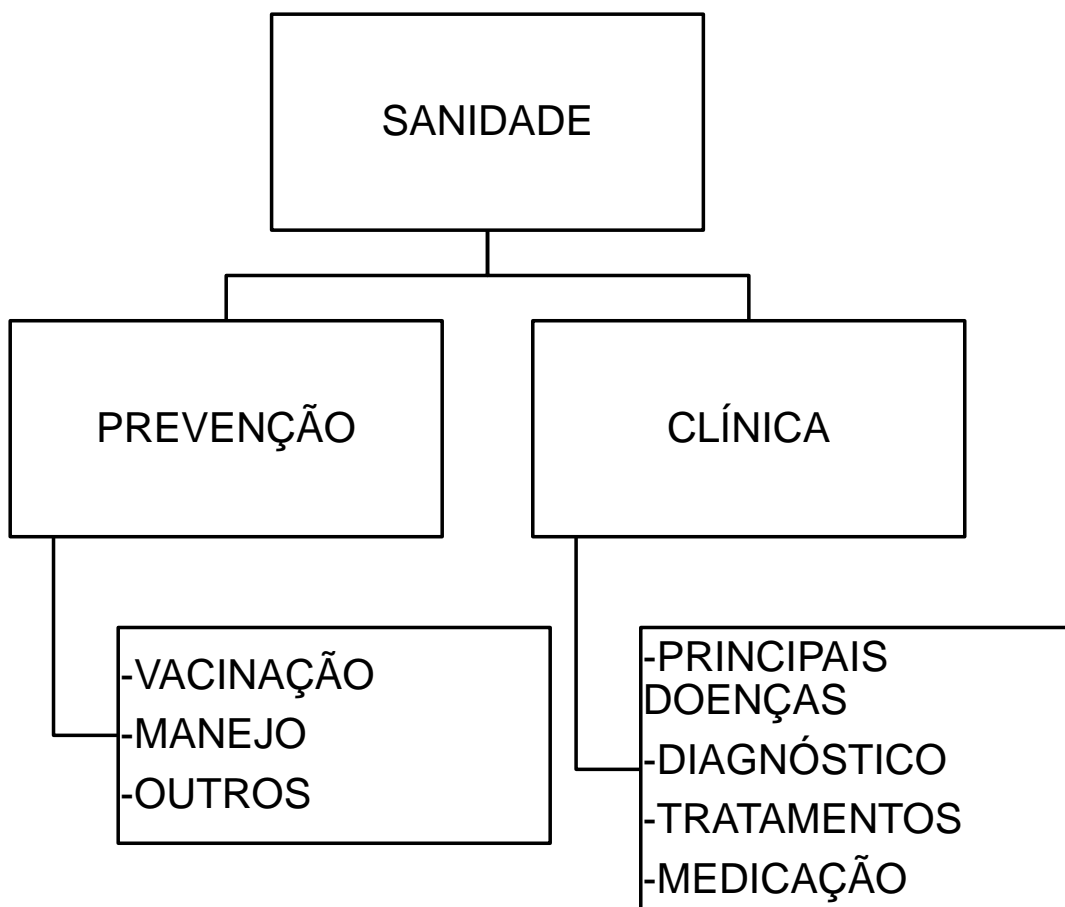 SANIDADE
PREVENÇÃO
CLÍNICA
-VACINAÇÃO
-MANEJO
-OUTROS
-PRINCIPAIS
DOENÇAS
-DIAGNÓSTICO
-TRATAMENTOS
-MEDICAÇÃO